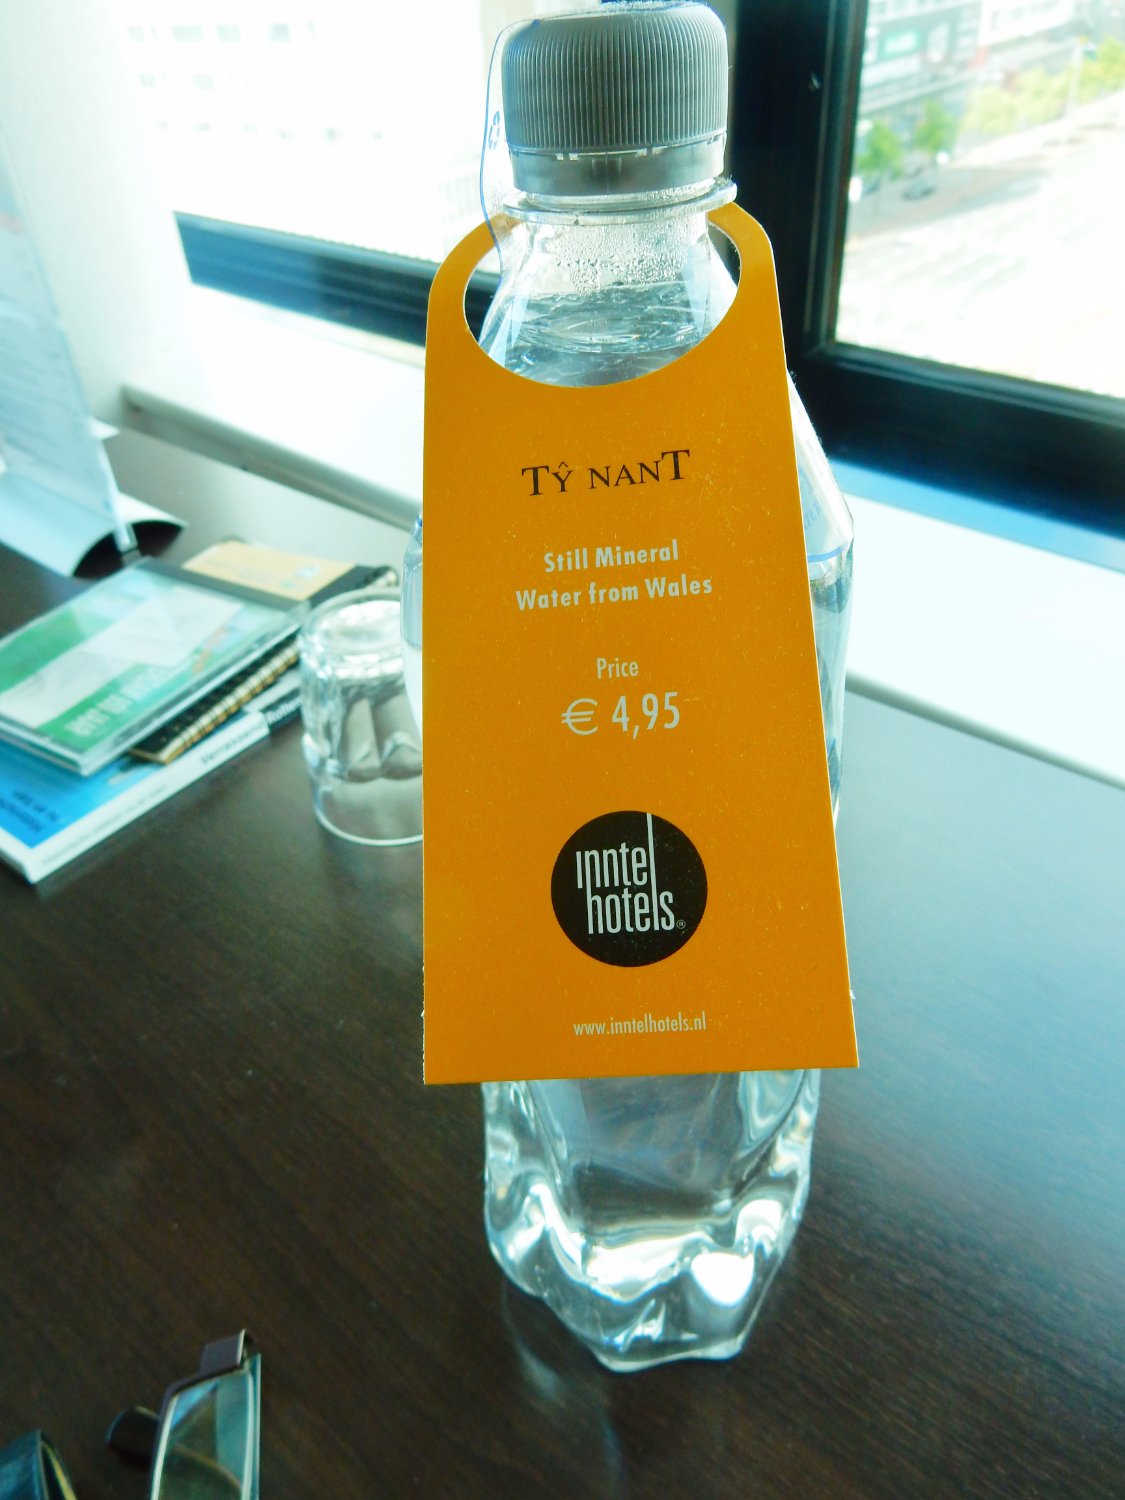 TŶ NANT
Still Mineral
Water from Wales
Price
€ 4,95
inntel
hotels®
www.inntelhotels.nl